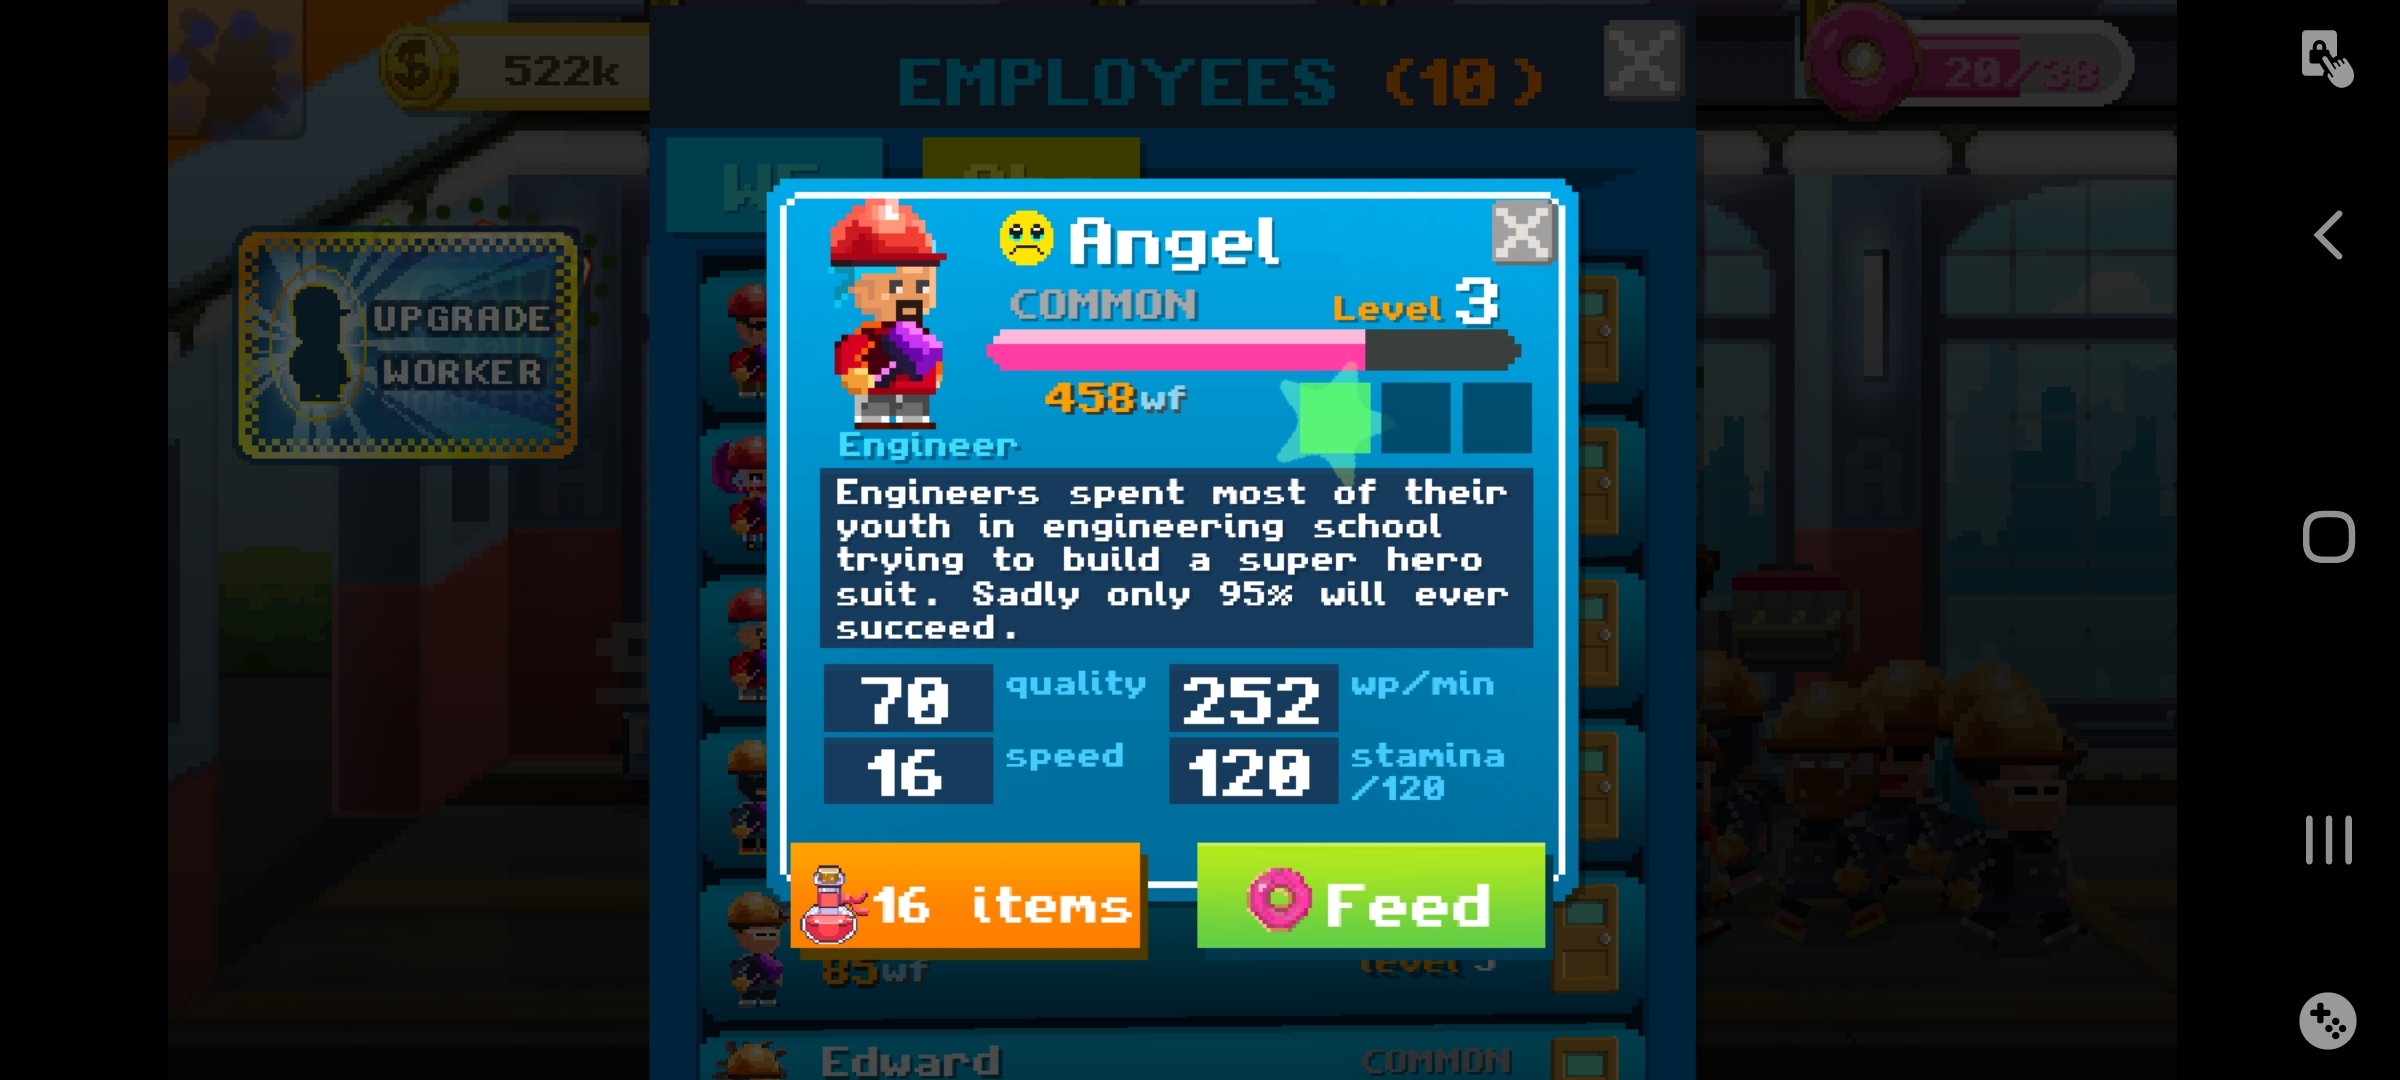 522k
EMPLOYEES (10)
20/38
UPGRADE
WORKER
Angel
COMMON
Level 3
458wf
Engineer
Engineers spent most of their
youth in engineering school
trying to build a super hero
suit. Sadly only 95% will ever
succeed.
70 quality
252 wp/min
16 speed
120 stamina
/120
16 items
Feed
85wf
level
Edward
COMMON